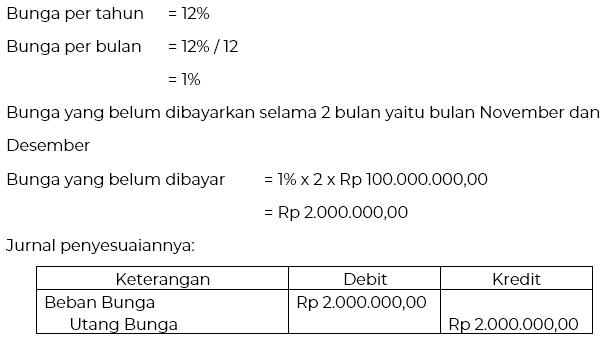 Bunga per tahun = 12%
Bunga per bulan = 12% / 12
= 1%
Bunga yang belum dibayarkan selama 2 bulan yaitu bulan November dan
Desember
Bunga yang belum dibayar = 1% x 2 x Rp 100.000.000,00
= Rp 2.000.000,00
Jurnal penyesuaiannya:
Keterangan Debit Kredit
Beban Bunga Rp 2.000.000,00
Utang Bunga Rp 2.000.000,00